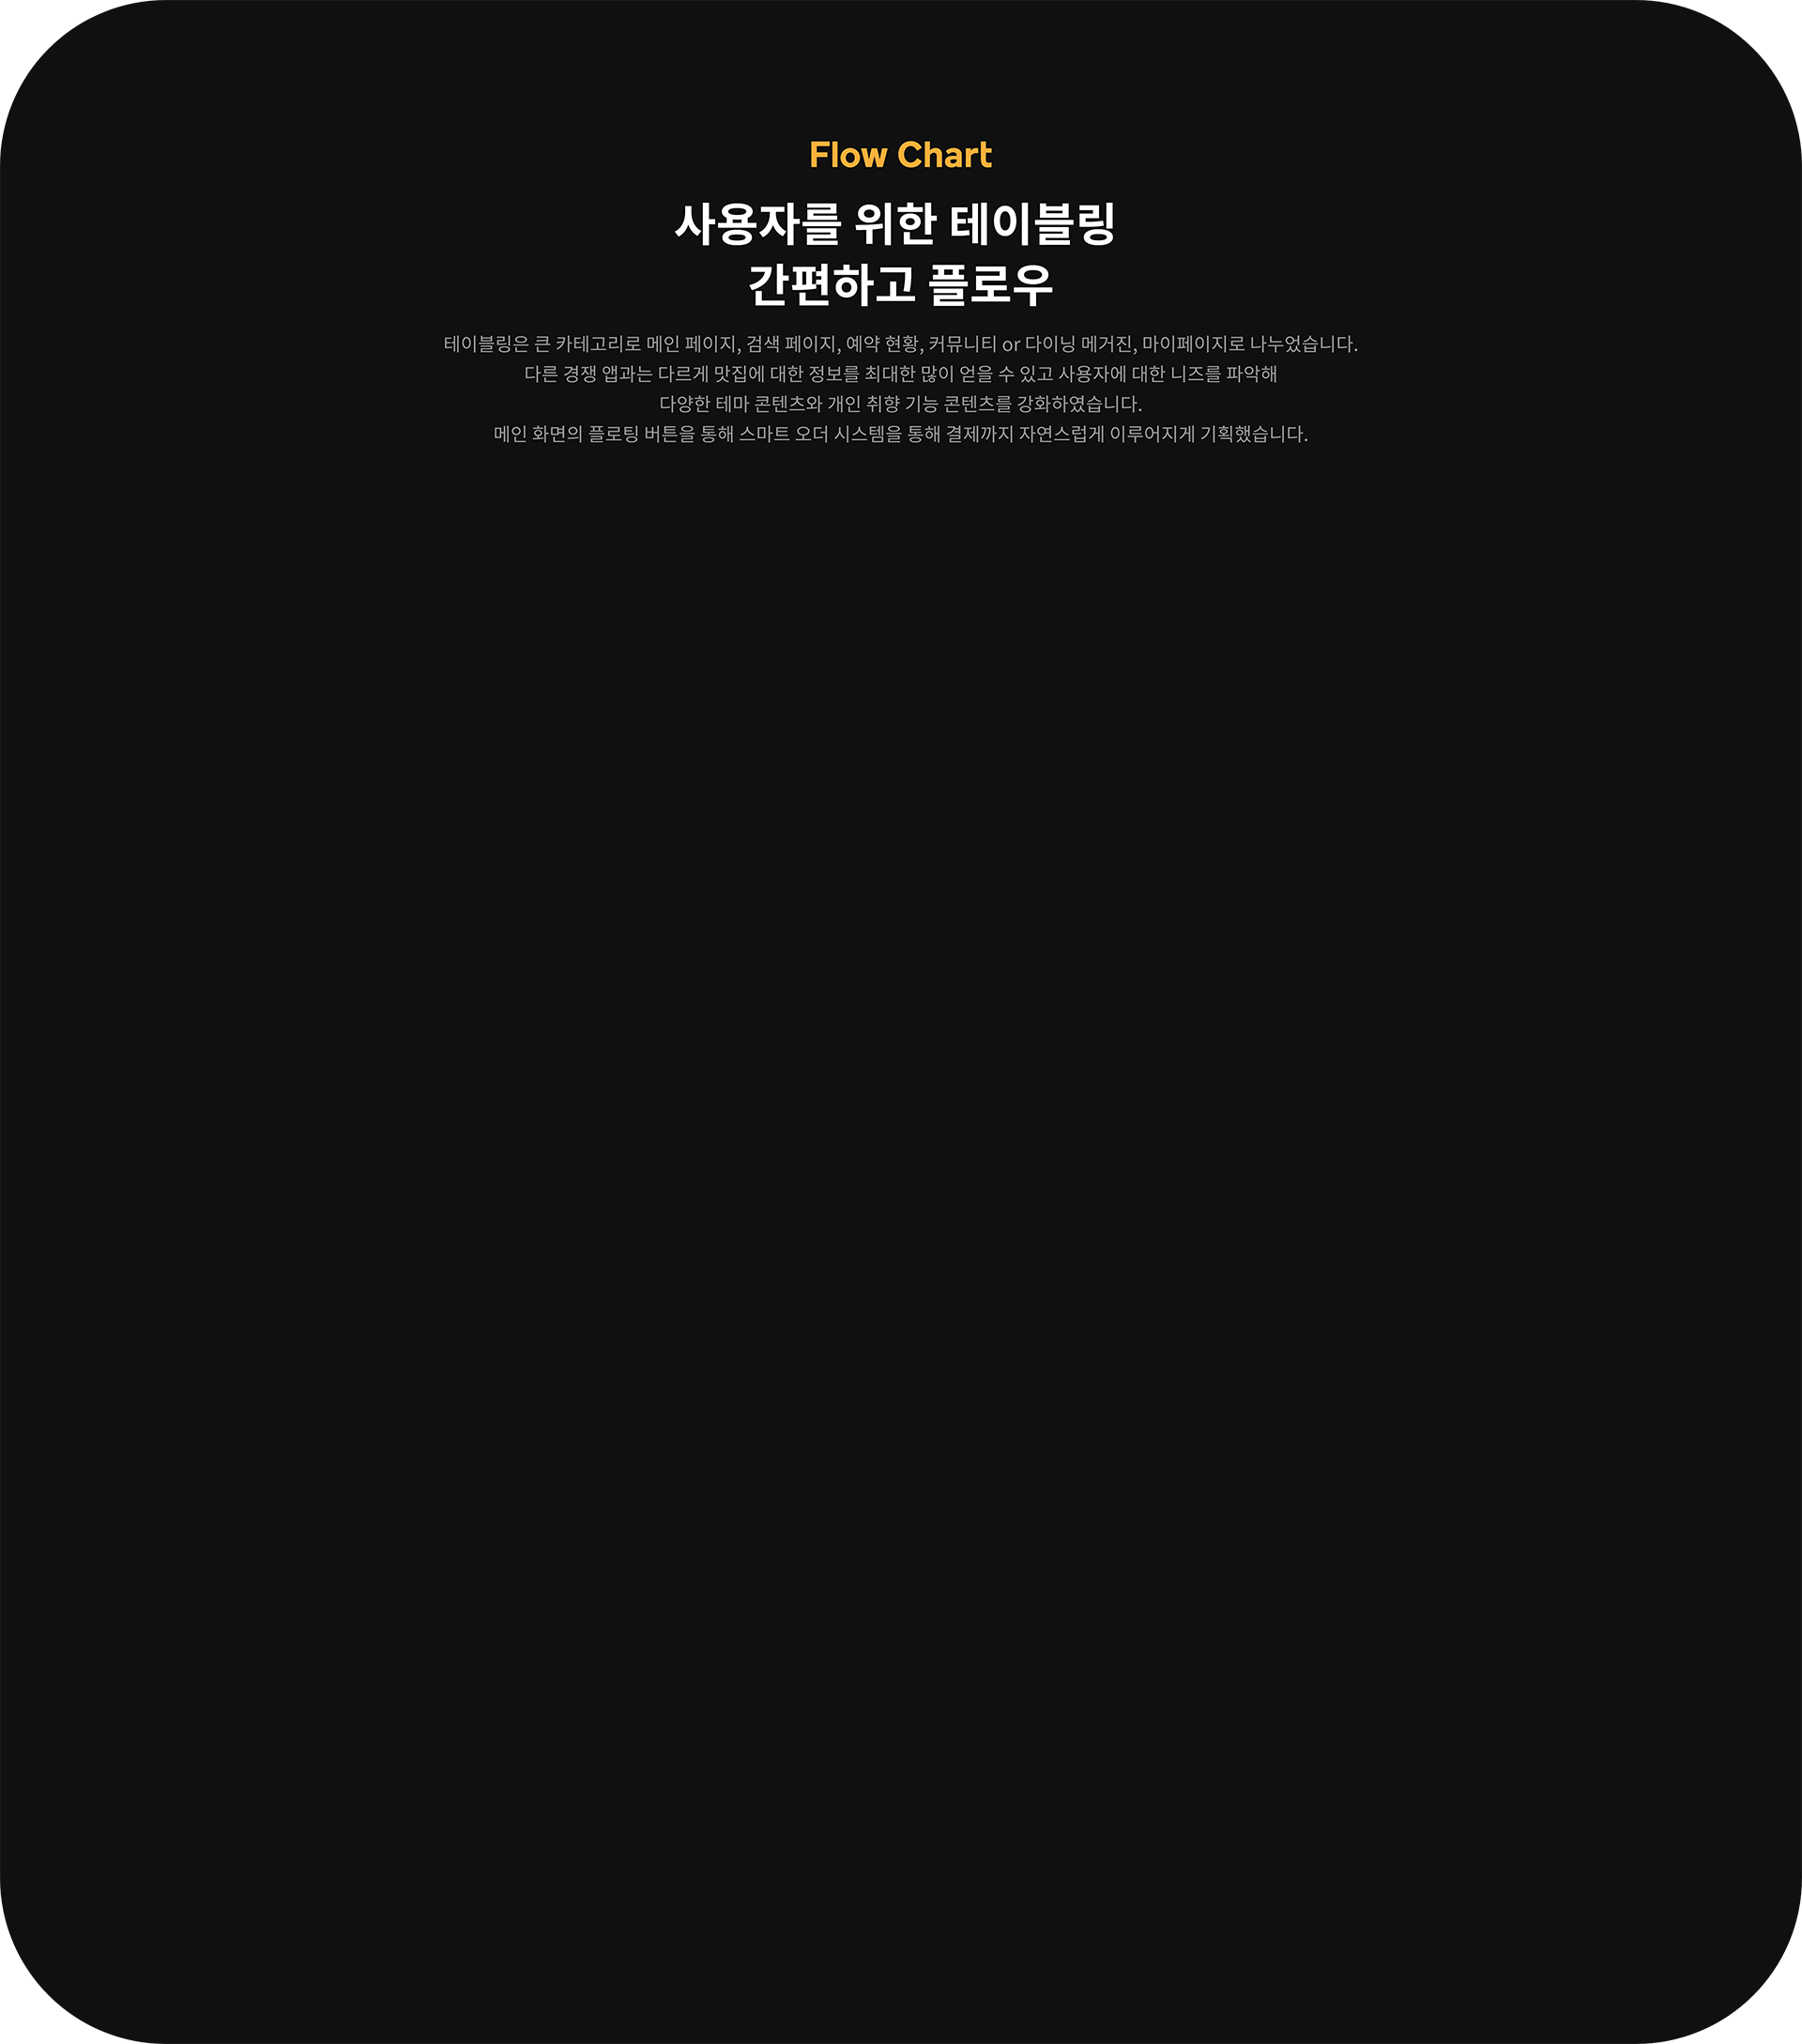 Flow Chart
사용자를 위한 테이블링
간편하고 플로우
테이블링은 큰 카테고리로 메인 페이지, 검색 페이지, 예약 현황, 커뮤니티 or 다이닝 메거진, 마이페이지로 나누었습니다.
다른 경쟁 앱과는 다르게 맛집에 대한 정보를 최대한 많이 얻을 수 있고 사용자에 대한 니즈를 파악해
다양한 테마 콘텐츠와 개인 취향 기능 콘텐츠를 강화하였습니다.
메인 화면의 플로팅 버튼을 통해 스마트 오더 시스템을 통해 결제까지 자연스럽게 이루어지게 기획했습니다.